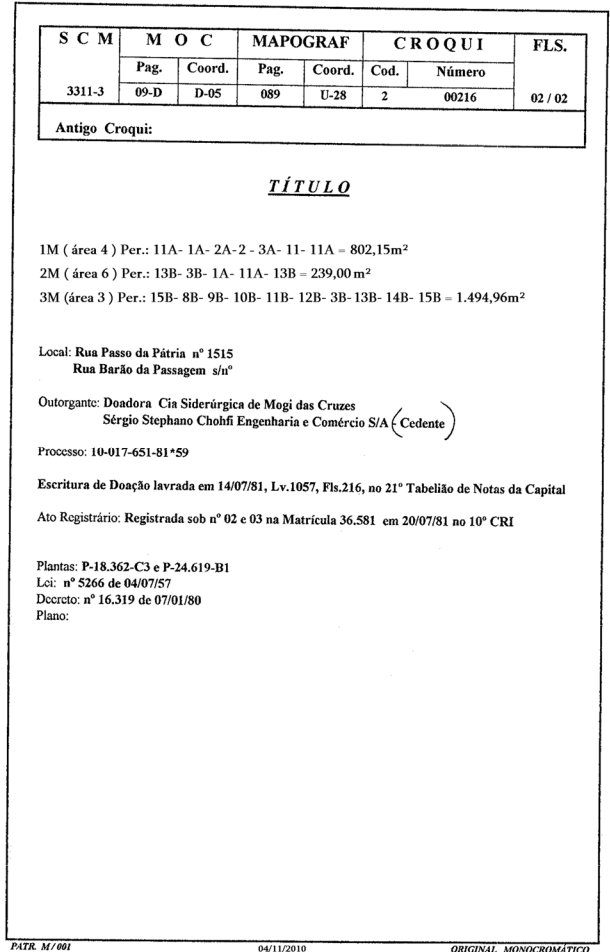 S C M M O C MAPOGRAF C R O Q U I FLS.
Pag. Coord. Pag. Coord. Cod. Número
3311-3 09-D D-05 089 U-28 2 00216 02 / 02
Antigo Croqui:
TÍTULO
1M ( área 4 ) Per.: 11A- 1A- 2A-2 - 3A- 11- 11A = 802,15m²
2M ( área 6 ) Per.: 13B- 3B- 1A- 11A- 13B = 239,00 m²
3M (área 3 ) Per.: 15B- 8B- 9B- 10B- 11B- 12B- 3B- 13B- 14B- 15B = 1.494,96m²
Local: Rua Passo da Pátria nº 1515
Rua Barão da Passagem s/nº
Outorgante: Doadora Cia Siderúrgica de Mogi das Cruzes
Sérgio Stephano Chohfi Engenharia e Comércio S/A (- Cedente )
Processo: 10-017-651-81*59
Escritura de Doação lavrada em 14/07/81, Lv.1057, Fls.216, no 21º Tabelião de Notas da Capital
Ato Registrário: Registrada sob nº 02 e 03 na Matrícula 36.581 em 20/07/81 no 10º CRI
Plantas: P-18.362-C3 e P-24.619-B1
Lei: nº 5266 de 04/07/57
Decreto: nº 16.319 de 07/01/80
Plano:
PATR. M / 001 04/11/2010 ORIGINAL MONOCROMÁTICO